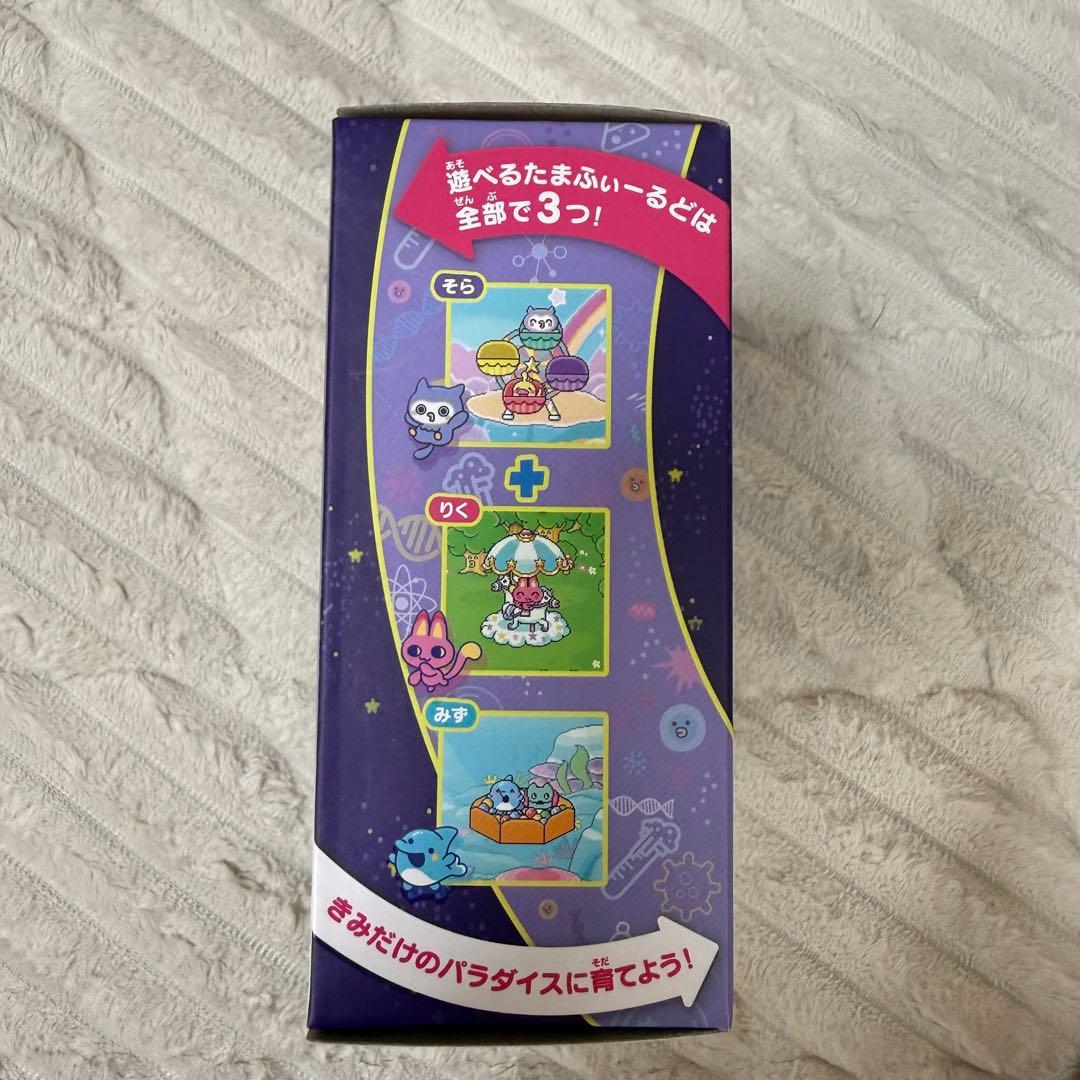 遊べるたまふぃーるどは
全部で3つ!
そら
りく
みず
きみだけのパラダイスに育てよう!